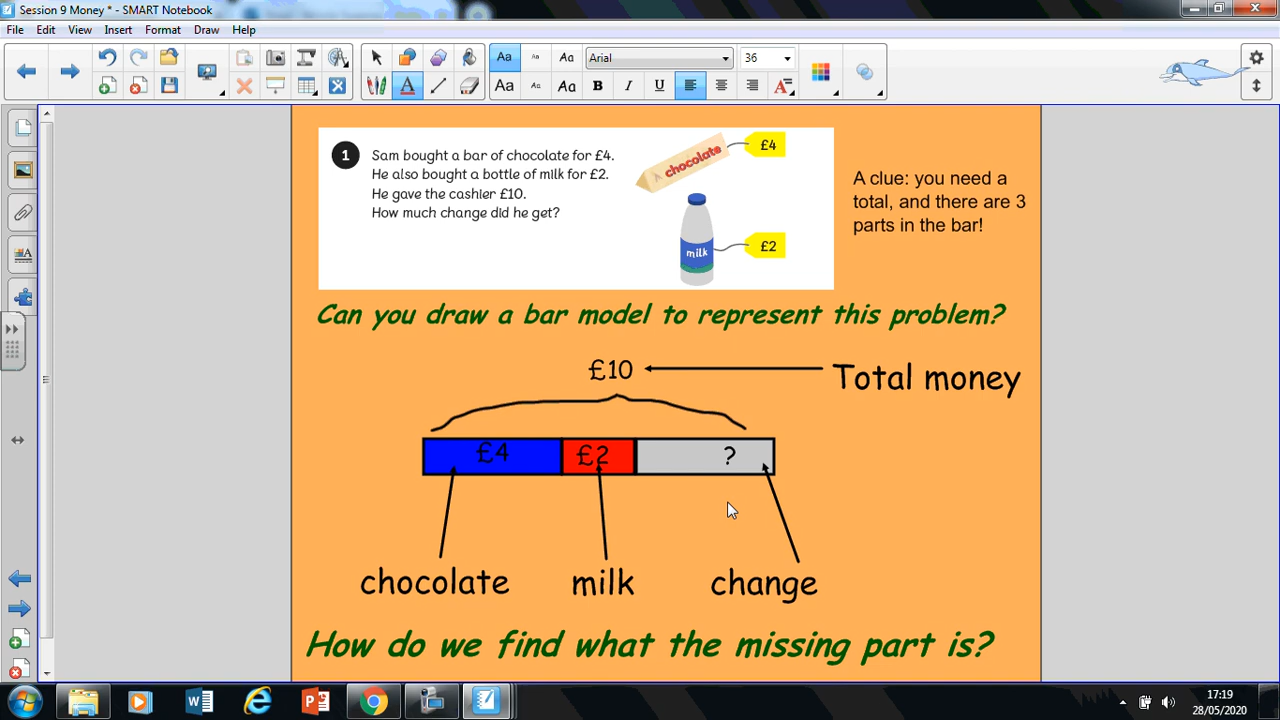 Session 9 Money * - SMART Notebook
File Edit View Insert Format Draw Help
Arial 36
1 Sam bought a bar of chocolate for £4.
He also bought a bottle of milk for £2.
He gave the cashier £10.
How much change did he get?
chocolate £4
milk £2
A clue: you need a
total, and there are 3
parts in the bar!
Can you draw a bar model to represent this problem?
£10 Total money
£4 £2 ?
chocolate milk change
How do we find what the missing part is?
17:19
28/05/2020